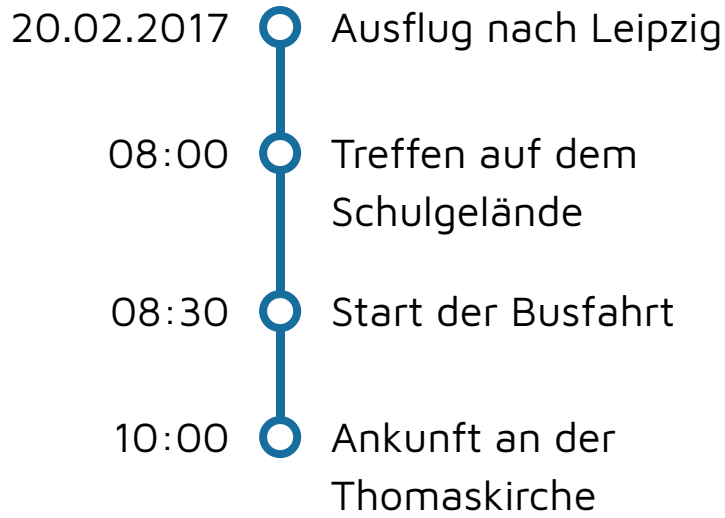 20.02.2017 Ausflug nach Leipzig
08:00 Treffen auf dem
Schulgelände
08:30 Start der Busfahrt
10:00 Ankunft an der
Thomaskirche